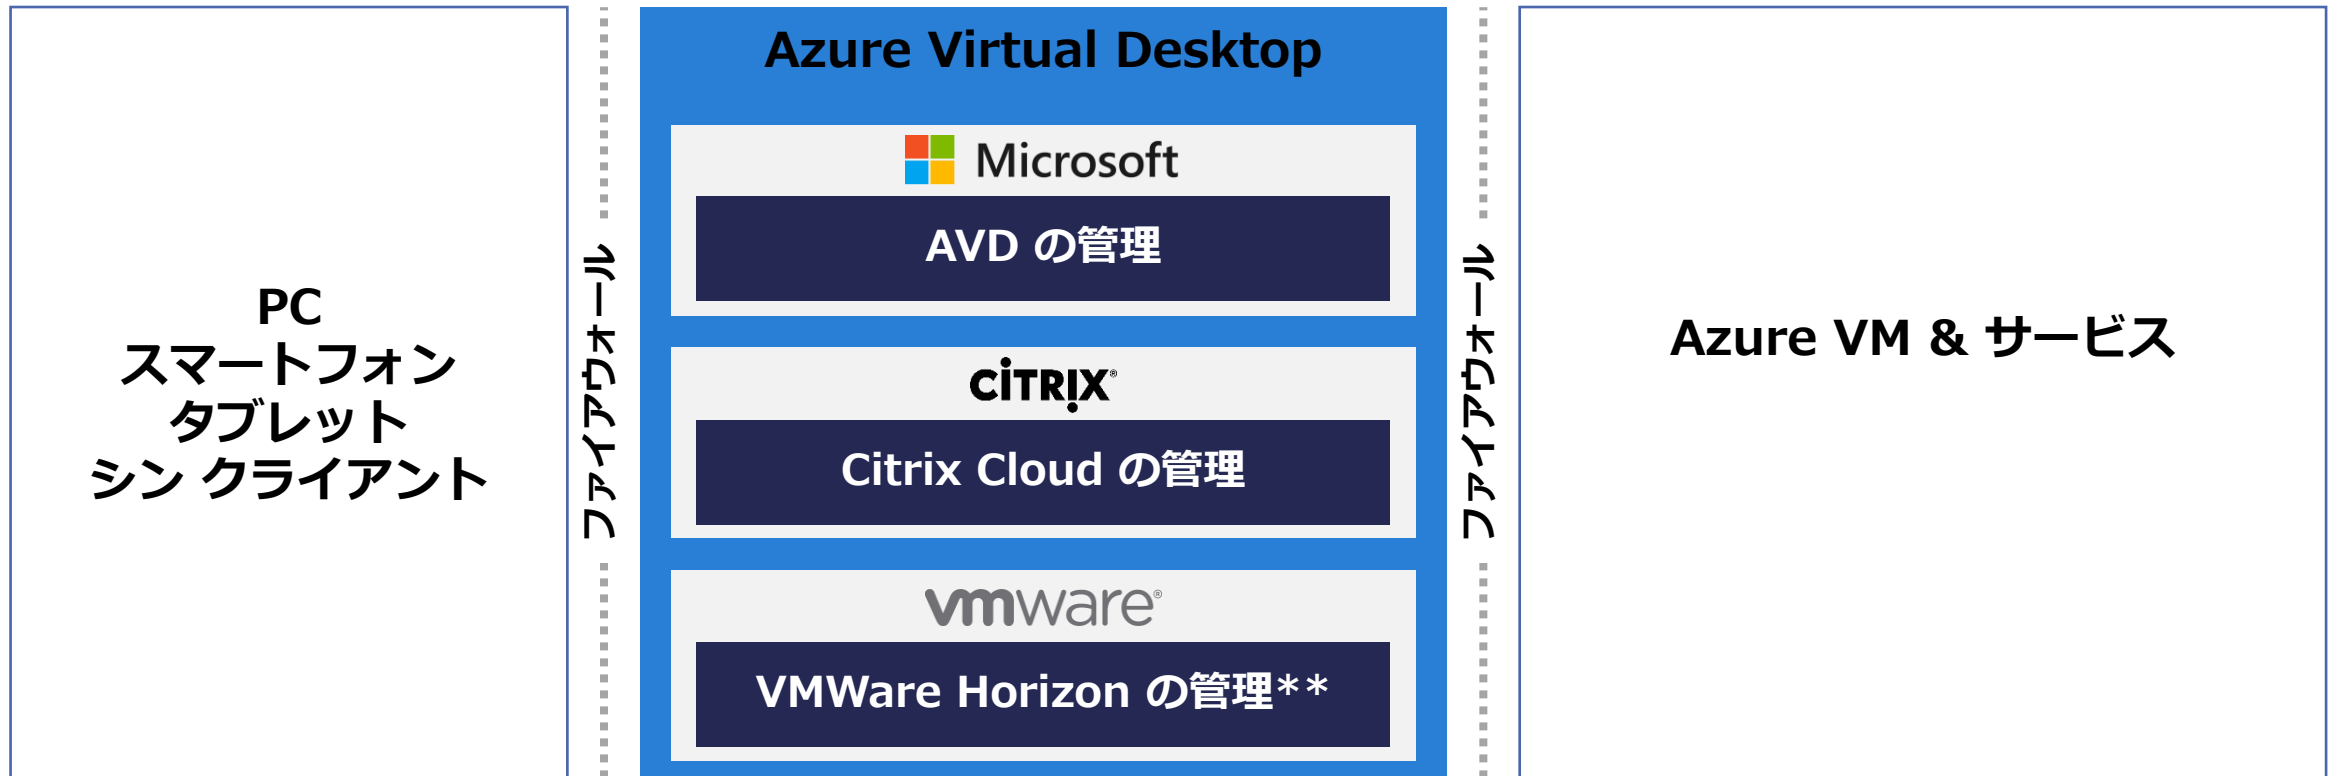 PC
スマートフォン
タブレット
シン クライアント
ファイアウォール
Azure Virtual Desktop
Microsoft
AVD の管理
CITRIX®
Citrix Cloud の管理
vmware®
VMWare Horizon の管理**
ファイアウォール
Azure VM & サービス